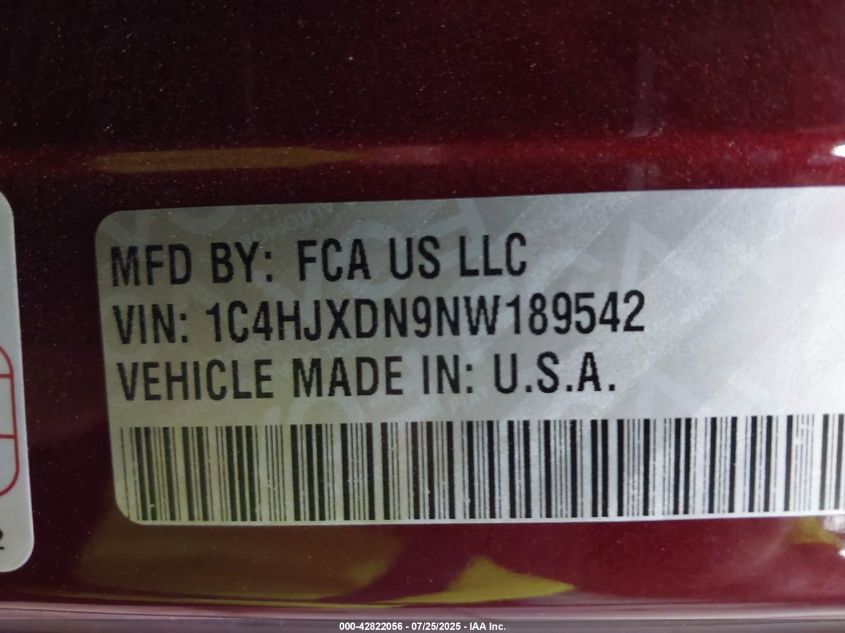 MFD BY: FCA US LLC
VIN: 1C4HJXDN9NW189542
VEHICLE MADE IN: U.S.A.
000-42822056 - 07/25/2025 - IAA Inc.